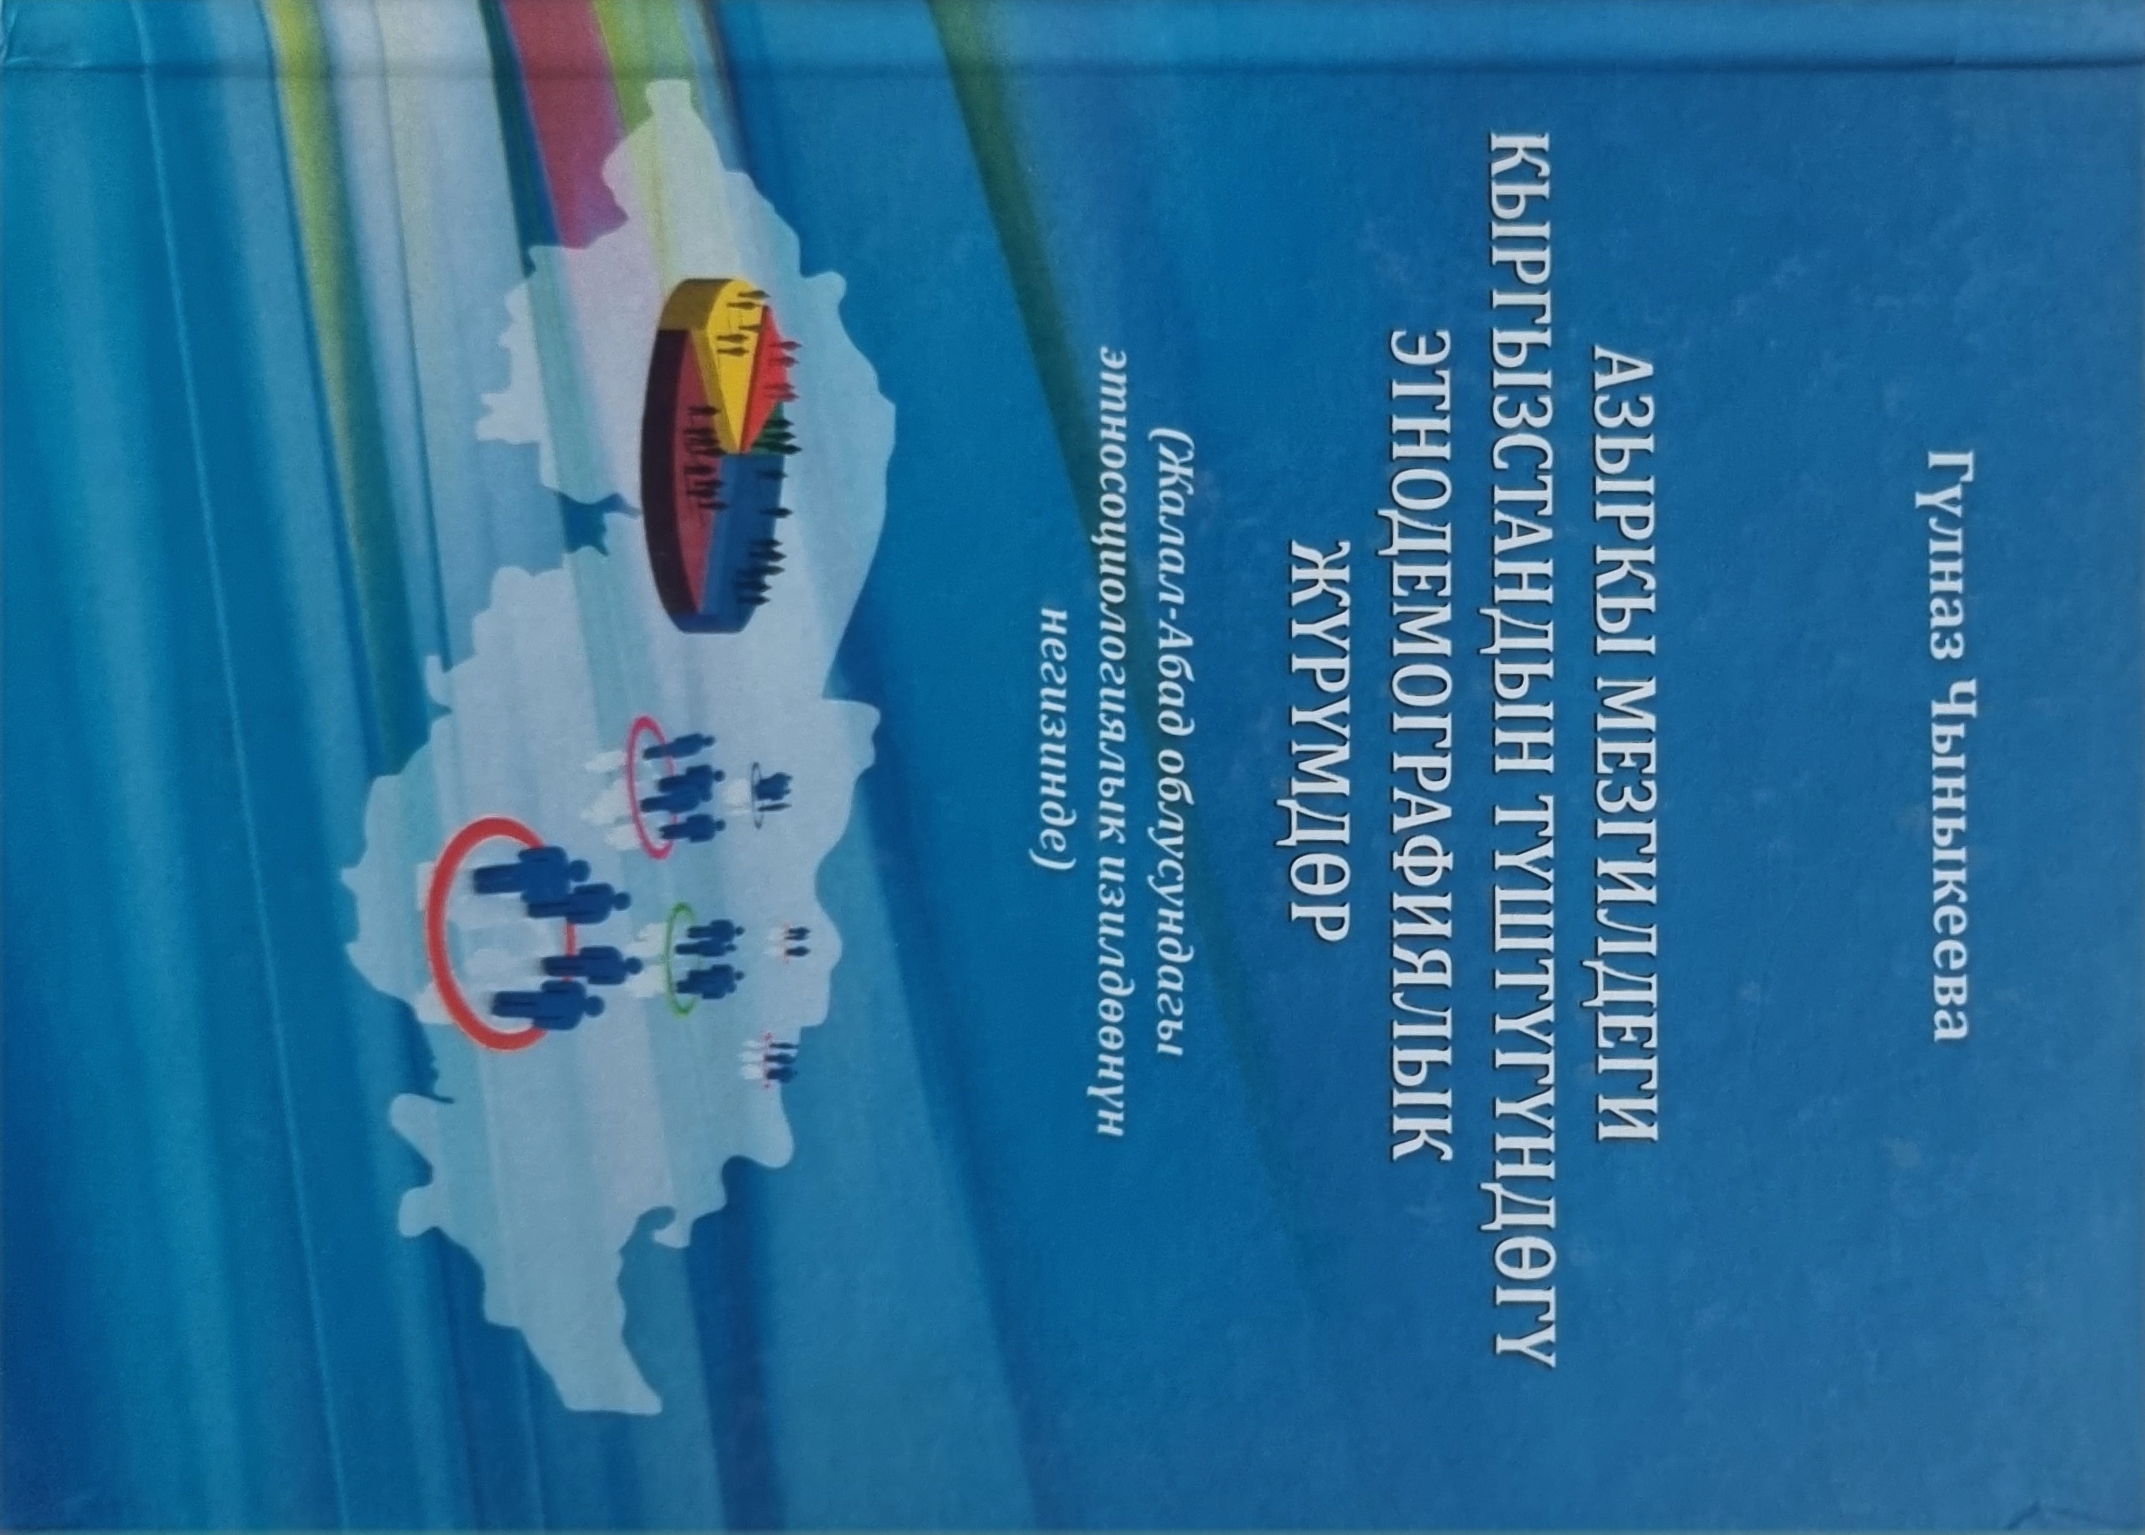 Гүлназ Чыныкеева
АЗЫРКЫ МЕЗГИЛДЕГИ
КЫРГЫЗСТАНДЫН ТҮШТҮГҮНДӨГҮ
ЭТНОДЕМОГРАФИЯЛЫК
ЖҮРҮМДӨР
(Жалал-Абад облусундагы
этносоциологиялык изилдөөнүн
негизинде)